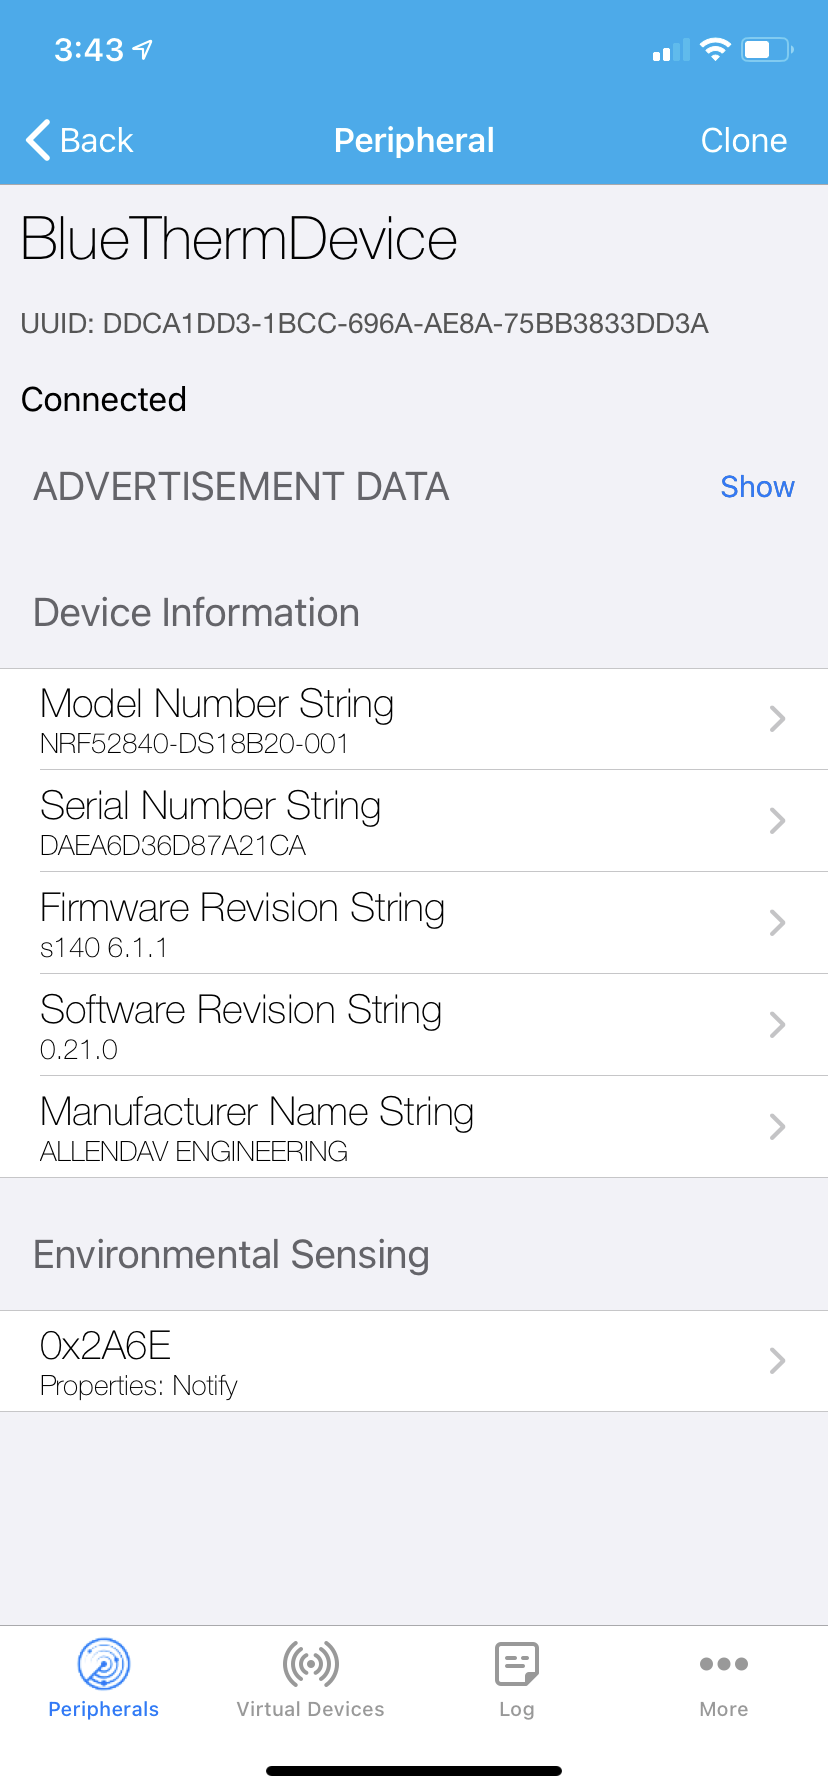 3:43
Back
Peripheral
Clone
BlueThermDevice
UUID: DDCA1DD3-1BCC-696A-AE8A-75BB3833DD3A
Connected
ADVERTISEMENT DATA
Show
Device Information
Model Number String
NRF52840-DS18B20-001
Serial Number String
DAEA6D36D87A21CA
Firmware Revision String
s140 6.1.1
Software Revision String
0.21.0
Manufacturer Name String
ALLENDAV ENGINEERING
Environmental Sensing
0x2A6E
Properties: Notify
Peripherals
Virtual Devices
Log
More